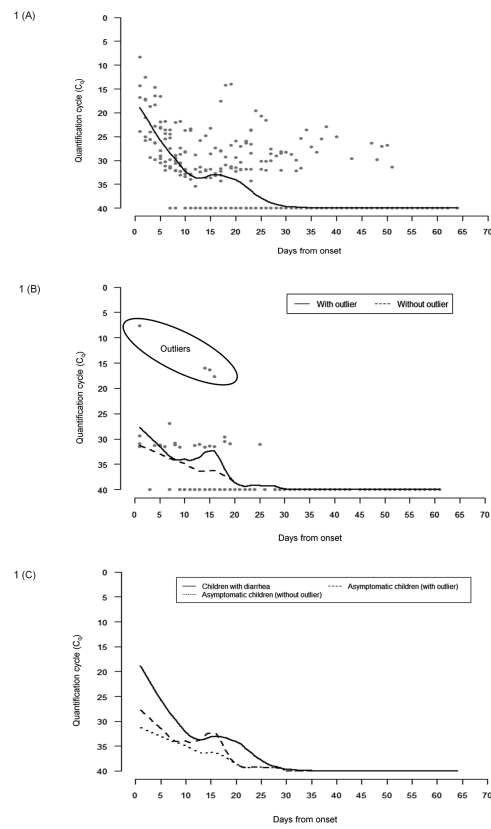 1 (A)
0
5
10
15
20
25
30
35
40
Quantification cycle (Cq)
0 5 10 15 20 25 30 35 40 45 50 55 60 65 70
Days from onset
1 (B)
0
5
10
15
20
25
30
35
40
Quantification cycle (Cq)
With outlier Without outlier
Outliers
0 5 10 15 20 25 30 35 40 45 50 55 60 65 70
Days from onset
1 (C)
0
5
10
15
20
25
30
35
40
Quantification cycle (Cq)
Children with diarrhea Asymptomatic children (with outlier)
Asymptomatic children (without outlier)
0 5 10 15 20 25 30 35 40 45 50 55 60 65 70
Days from onset